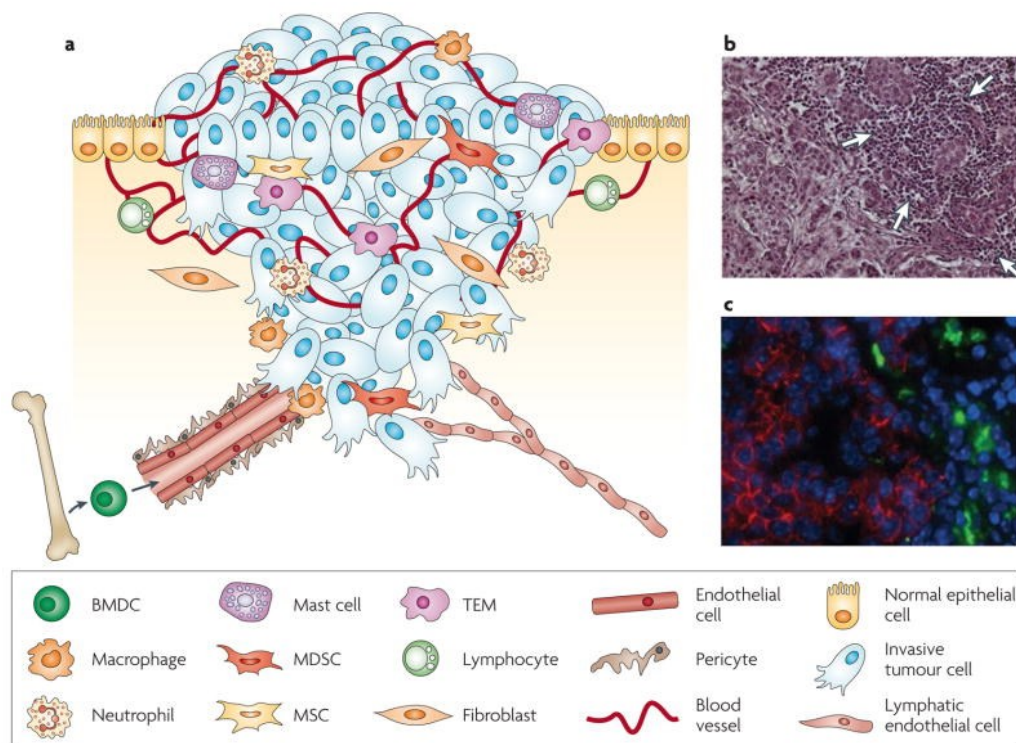 a
b
c
BMDC
Mast cell
TEM
Endothelial
cell
Normal epithelial
cell
Macrophage
MDSC
Lymphocyte
Pericyte
Invasive
tumour cell
Neutrophil
MSC
Fibroblast
Blood
vessel
Lymphatic
endothelial cell